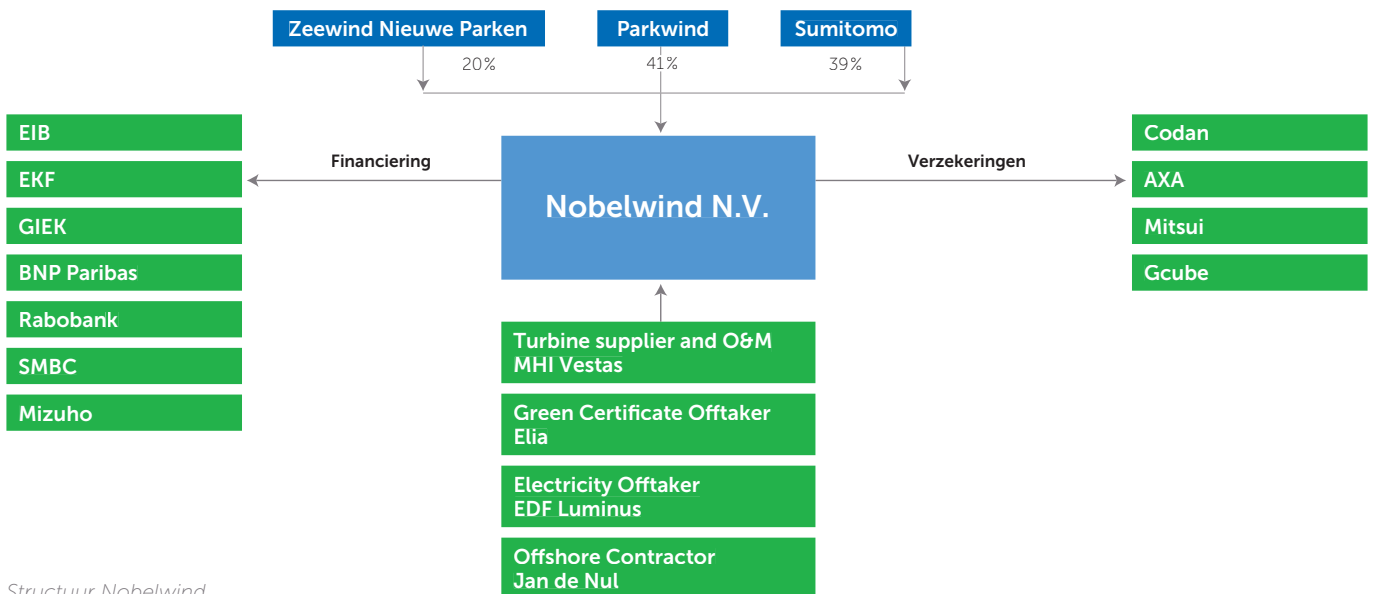 Zeewind Nieuwe Parken
Parkwind
Sumitomo
20%
41%
39%
EIB
EKF
GIEK
BNP Paribas
Rabobank
SMBC
Mizuho
Financiering
Nobelwind N.V.
Verzekeringen
Codan
AXA
Mitsui
Gcube
Turbine supplier and O&M
MHI Vestas
Green Certificate Offtaker
Elia
Electricity Offtaker
EDF Luminus
Offshore Contractor
Jan de Nul
Structuur Nobelwind